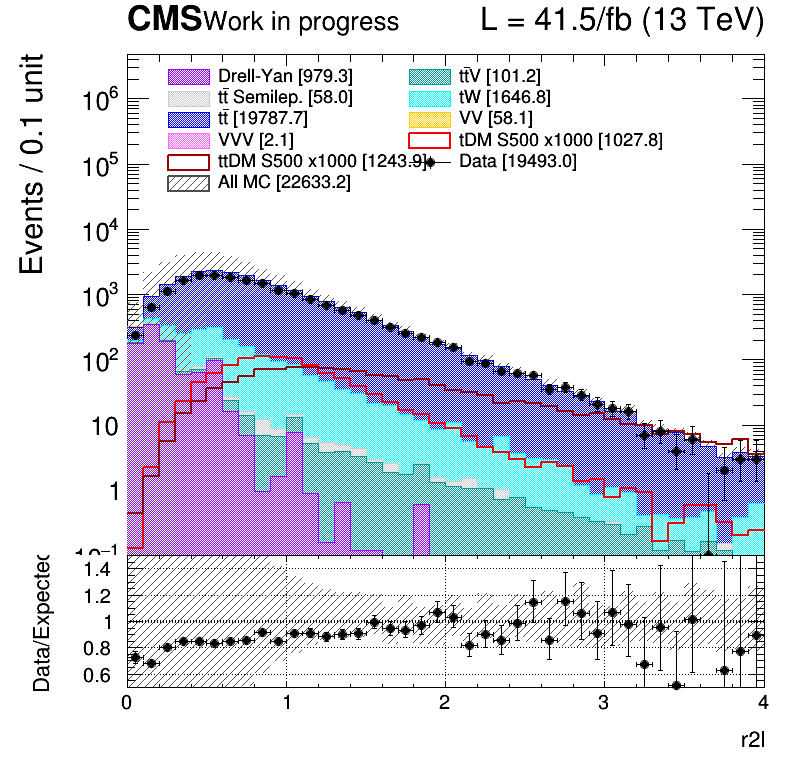 CMS Work in progress L = 41.5/fb (13 TeV)
Events / 0.1 unit
Drell-Yan [979.3] tt̄V [101.2]
tt̄ Semilep. [58.0] tW [1646.8]
tt̄ [19787.7] VV [58.1]
VVV [2.1] tDM S500 x1000 [1027.8]
ttDM S500 x1000 [1243.9] Data [19493.0]
All MC [22633.2]
10⁶
10⁵
10⁴
10³
10²
10
1
10⁻¹
Data/Expected
1.4
1.2
1
0.8
0.6
0 1 2 3 4
r2l